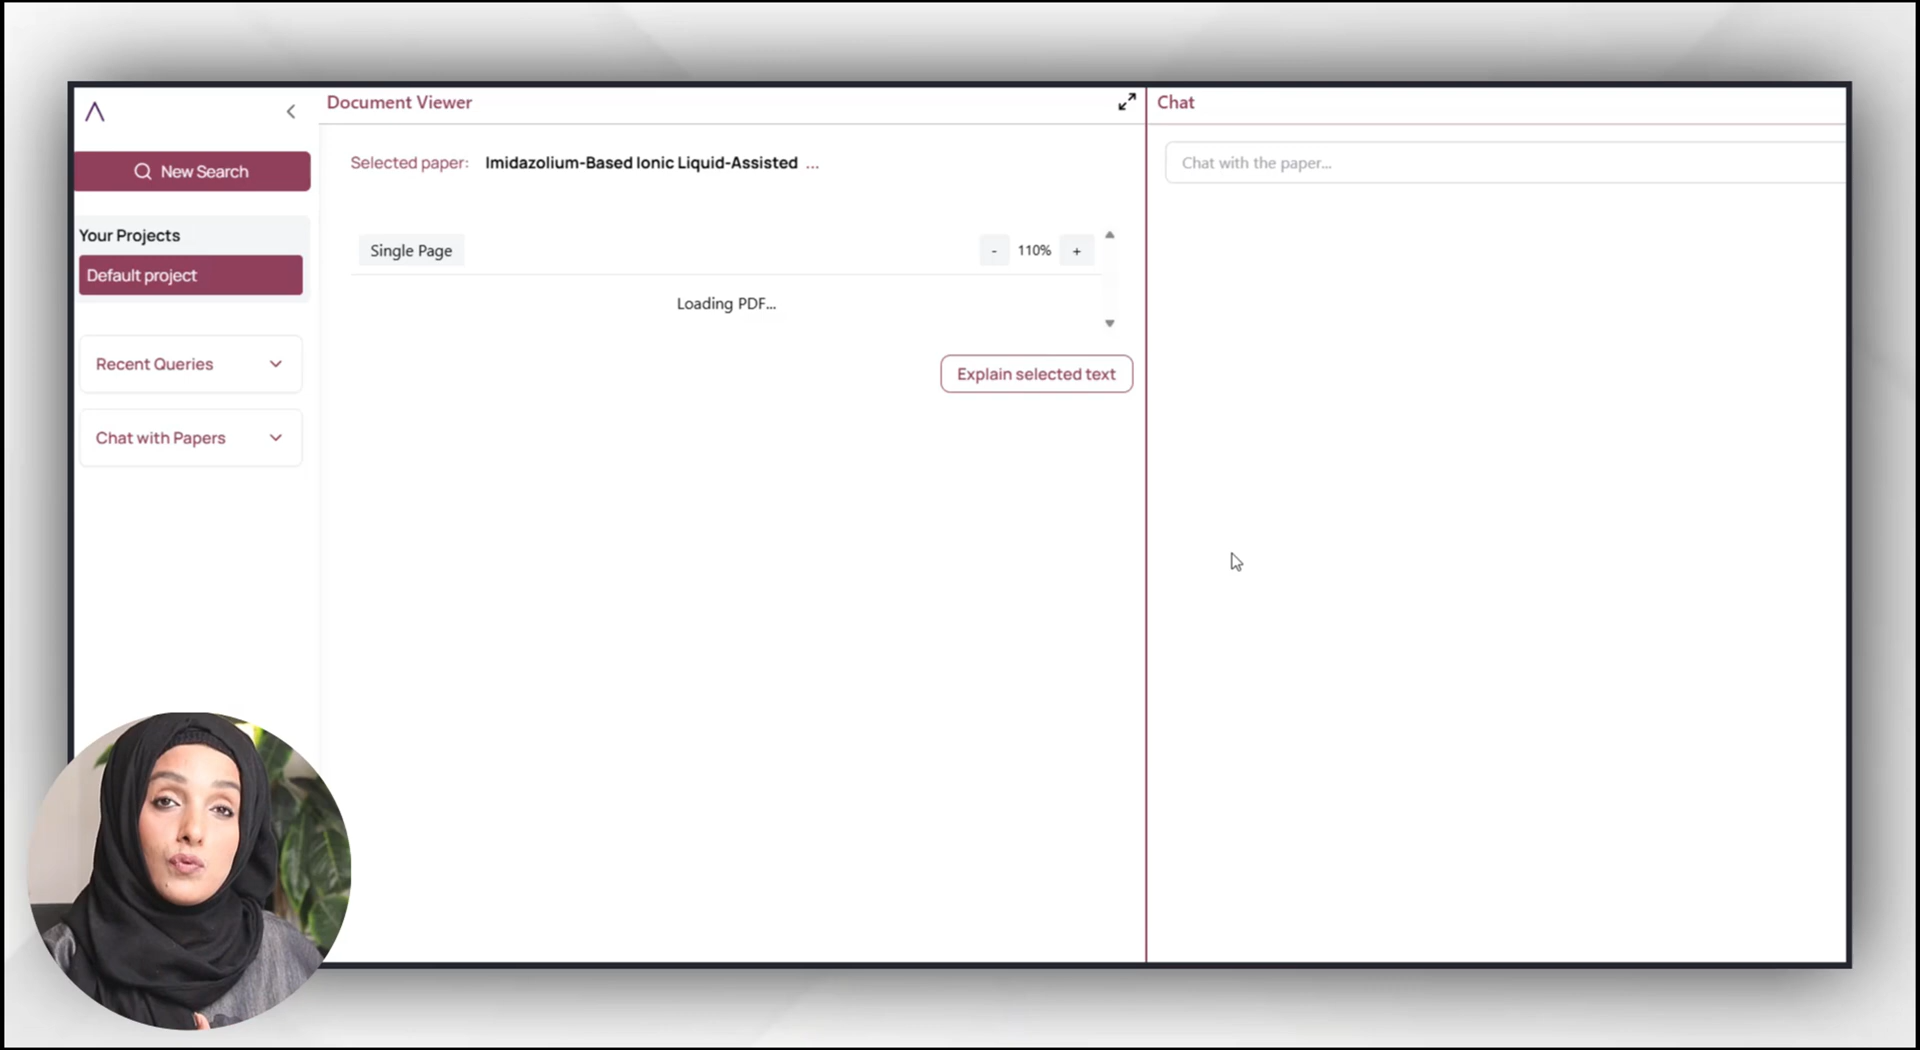 New Search
Your Projects
Default project
Recent Queries
Chat with Papers
Document Viewer
Selected paper: Imidazolium-Based Ionic Liquid-Assisted ...
Single Page
- 110% +
Loading PDF...
Explain selected text
Chat
Chat with the paper...